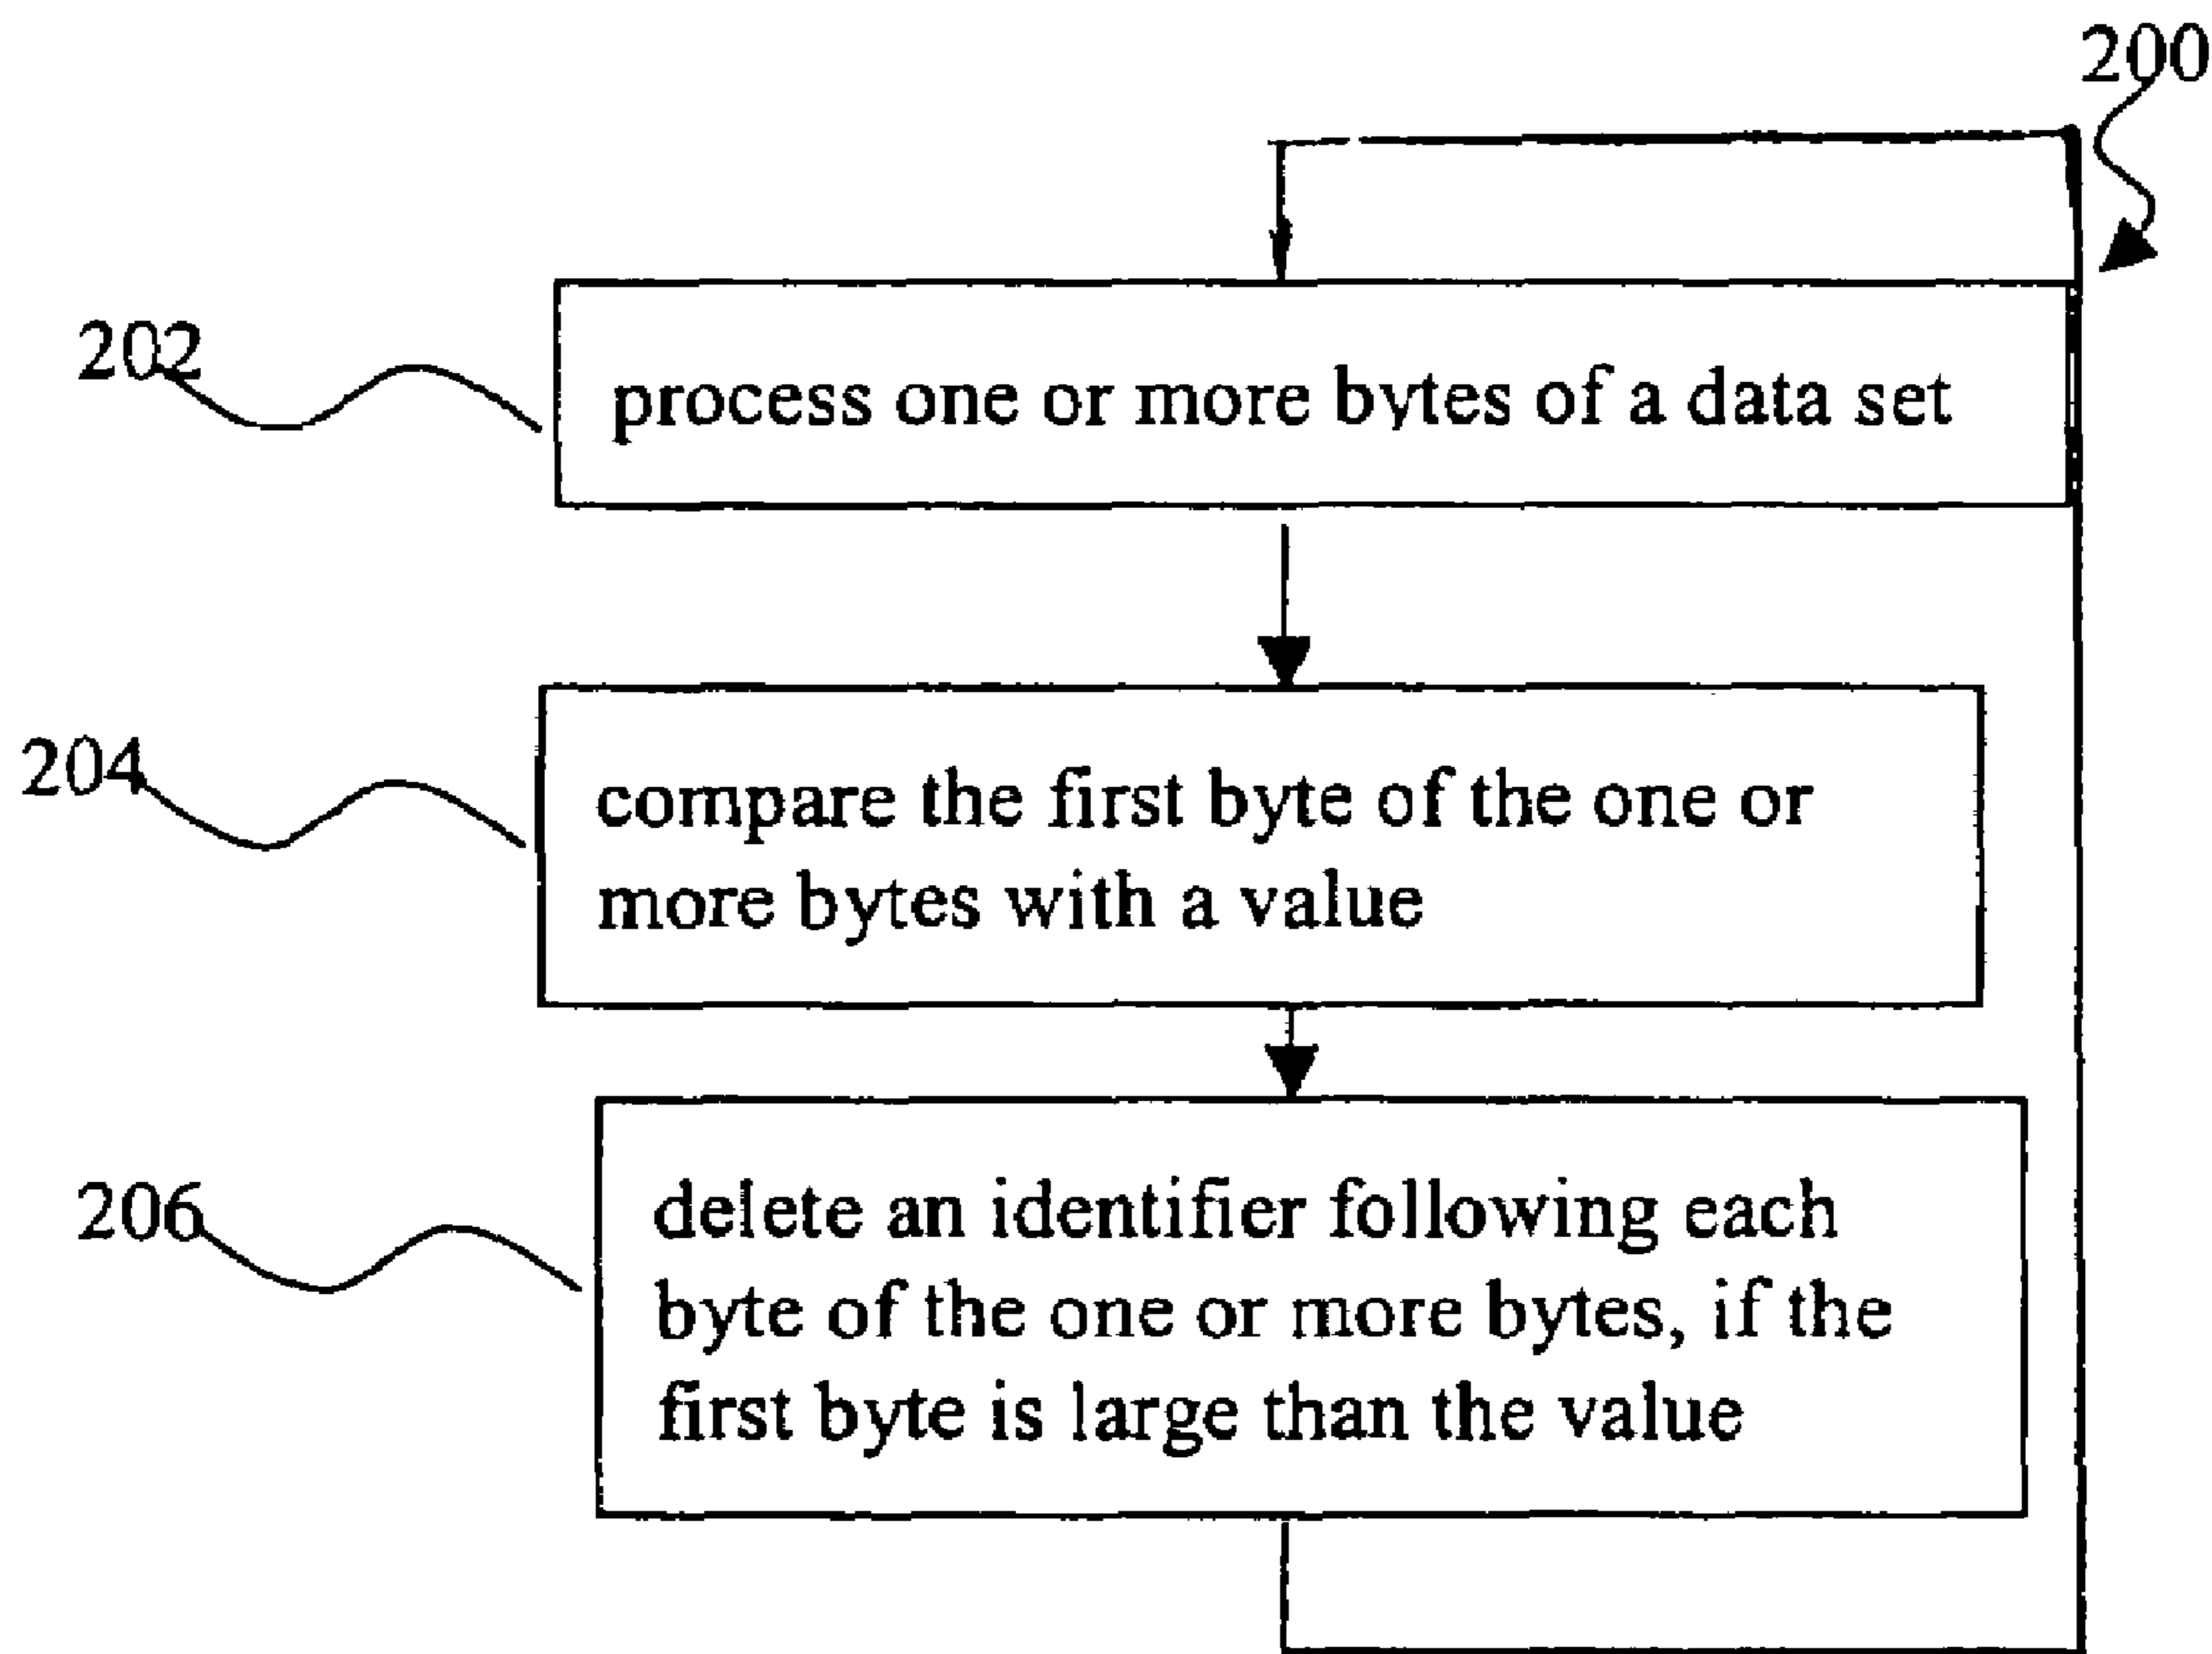 200
202
process one or more bytes of a data set
204
compare the first byte of the one or
more bytes with a value
206
delete an identifier following each
byte of the one or more bytes, if the
first byte is large than the value